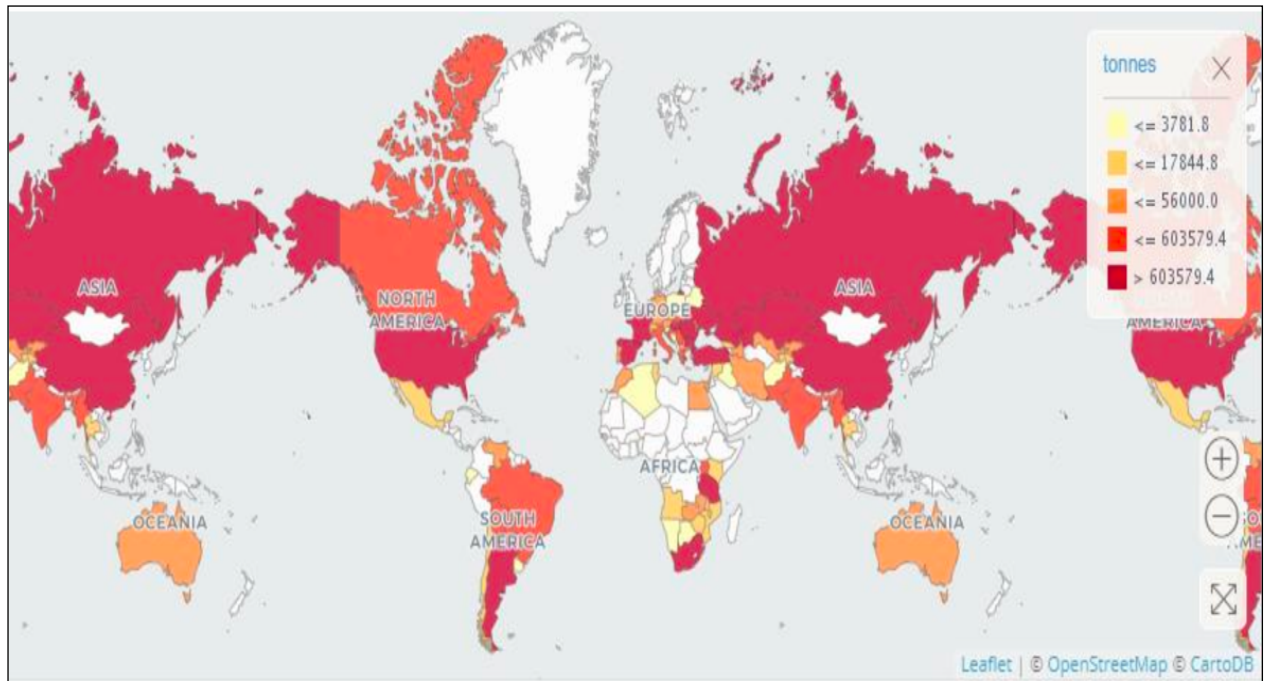 tonnes
<= 3781.8
<= 17844.8
<= 56000.0
<= 603579.4
> 603579.4
ASIA
NORTH
AMERICA
EUROPE
ASIA
AMERICA
AFRICA
OCEANIA
SOUTH
AMERICA
OCEANIA
Leaflet | © OpenStreetMap © CartoDB